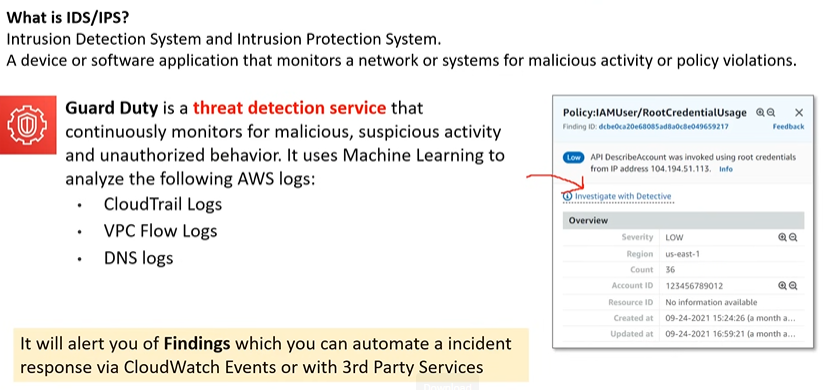 What is IDS/IPS?
Intrusion Detection System and Intrusion Protection System.
A device or software application that monitors a network or systems for malicious activity or policy violations.
Guard Duty is a threat detection service that
continuously monitors for malicious, suspicious activity
and unauthorized behavior. It uses Machine Learning to
analyze the following AWS logs:
• CloudTrail Logs
• VPC Flow Logs
• DNS logs
It will alert you of Findings which you can automate a incident
response via CloudWatch Events or with 3rd Party Services
Policy:IAMUser/RootCredentialUsage
Finding ID: dcbe0ca20e68085ad8a0c8e049659217 Feedback
Low API DescribeAccount was invoked using root credentials
from IP address 104.194.51.113. Info
Investigate with Detective
Overview
Severity LOW
Region us-east-1
Count 36
Account ID 123456789012
Resource ID No information available
Created at 09-24-2021 15:24:26 (a month a...
Updated at 09-24-2021 16:59:21 (a month a...